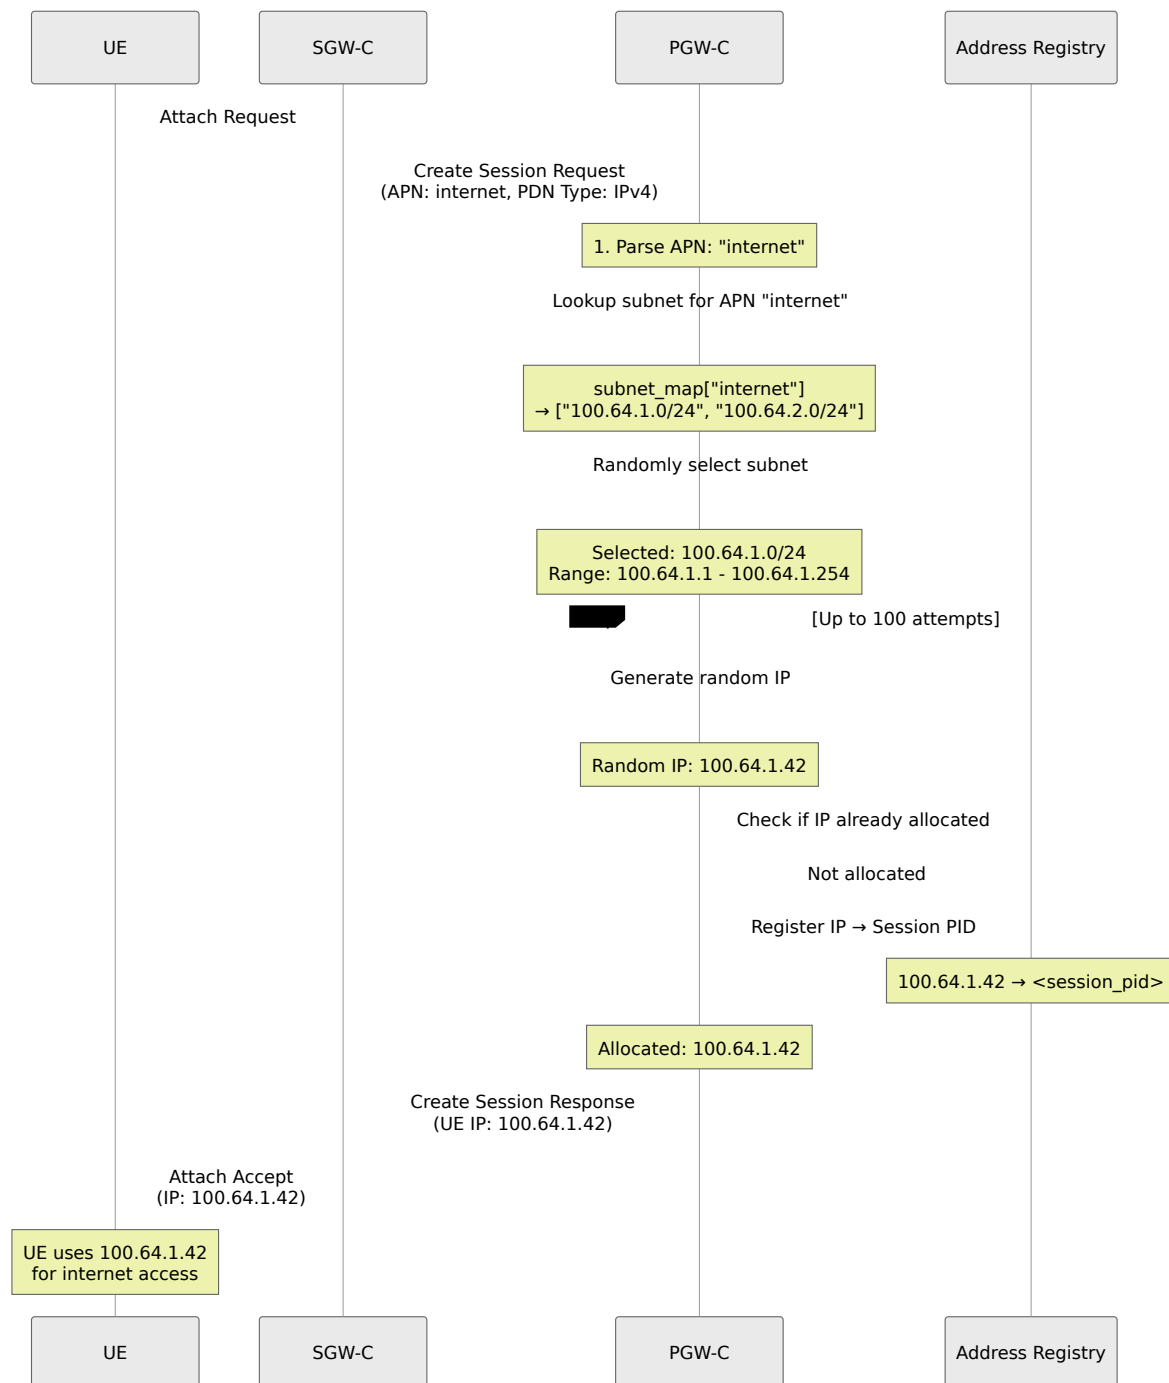 UE
SGW-C
PGW-C
Address Registry
Attach Request
Create Session Request
(APN: internet, PDN Type: IPv4)
1. Parse APN: "internet"
Lookup subnet for APN "internet"
subnet_map["internet"]
→ ["100.64.1.0/24", "100.64.2.0/24"]
Randomly select subnet
Selected: 100.64.1.0/24
Range: 100.64.1.1 - 100.64.1.254
[Up to 100 attempts]
Generate random IP
Random IP: 100.64.1.42
Check if IP already allocated
Not allocated
Register IP → Session PID
100.64.1.42 → <session_pid>
Allocated: 100.64.1.42
Create Session Response
(UE IP: 100.64.1.42)
Attach Accept
(IP: 100.64.1.42)
UE uses 100.64.1.42
for internet access
UE
SGW-C
PGW-C
Address Registry